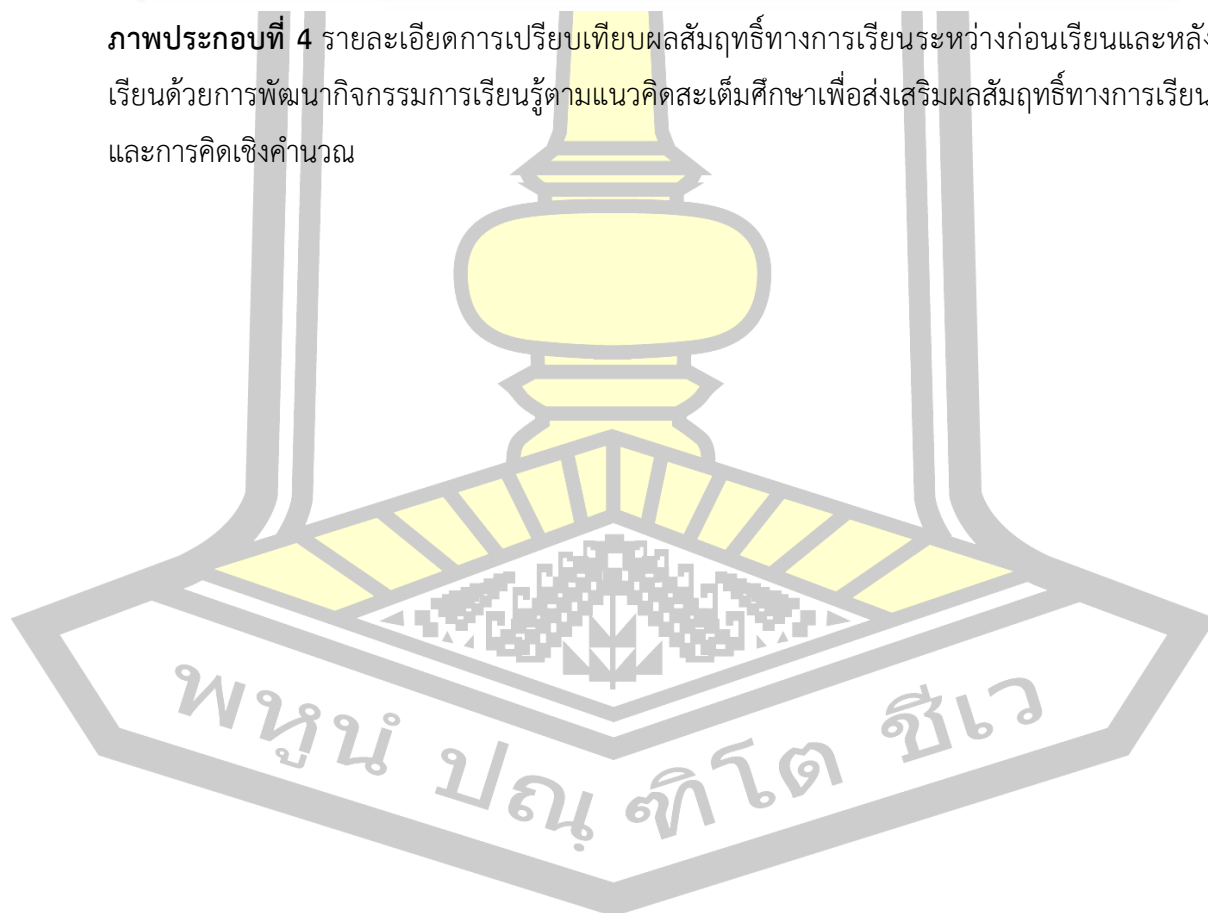 ภาพประกอบที่ 4 รายละเอียดการเปรียบเทียบผลสัมฤทธิ์ทางการเรียนระหว่างก่อนเรียนและหลัง
เรียนด้วยการพัฒนากิจกรรมการเรียนรู้ตามแนวคิดสะเต็มศึกษาเพื่อส่งเสริมผลสัมฤทธิ์ทางการเรียน
และการคิดเชิงคำนวณ
พหูนํ ปณฺฑิโต ชีเว